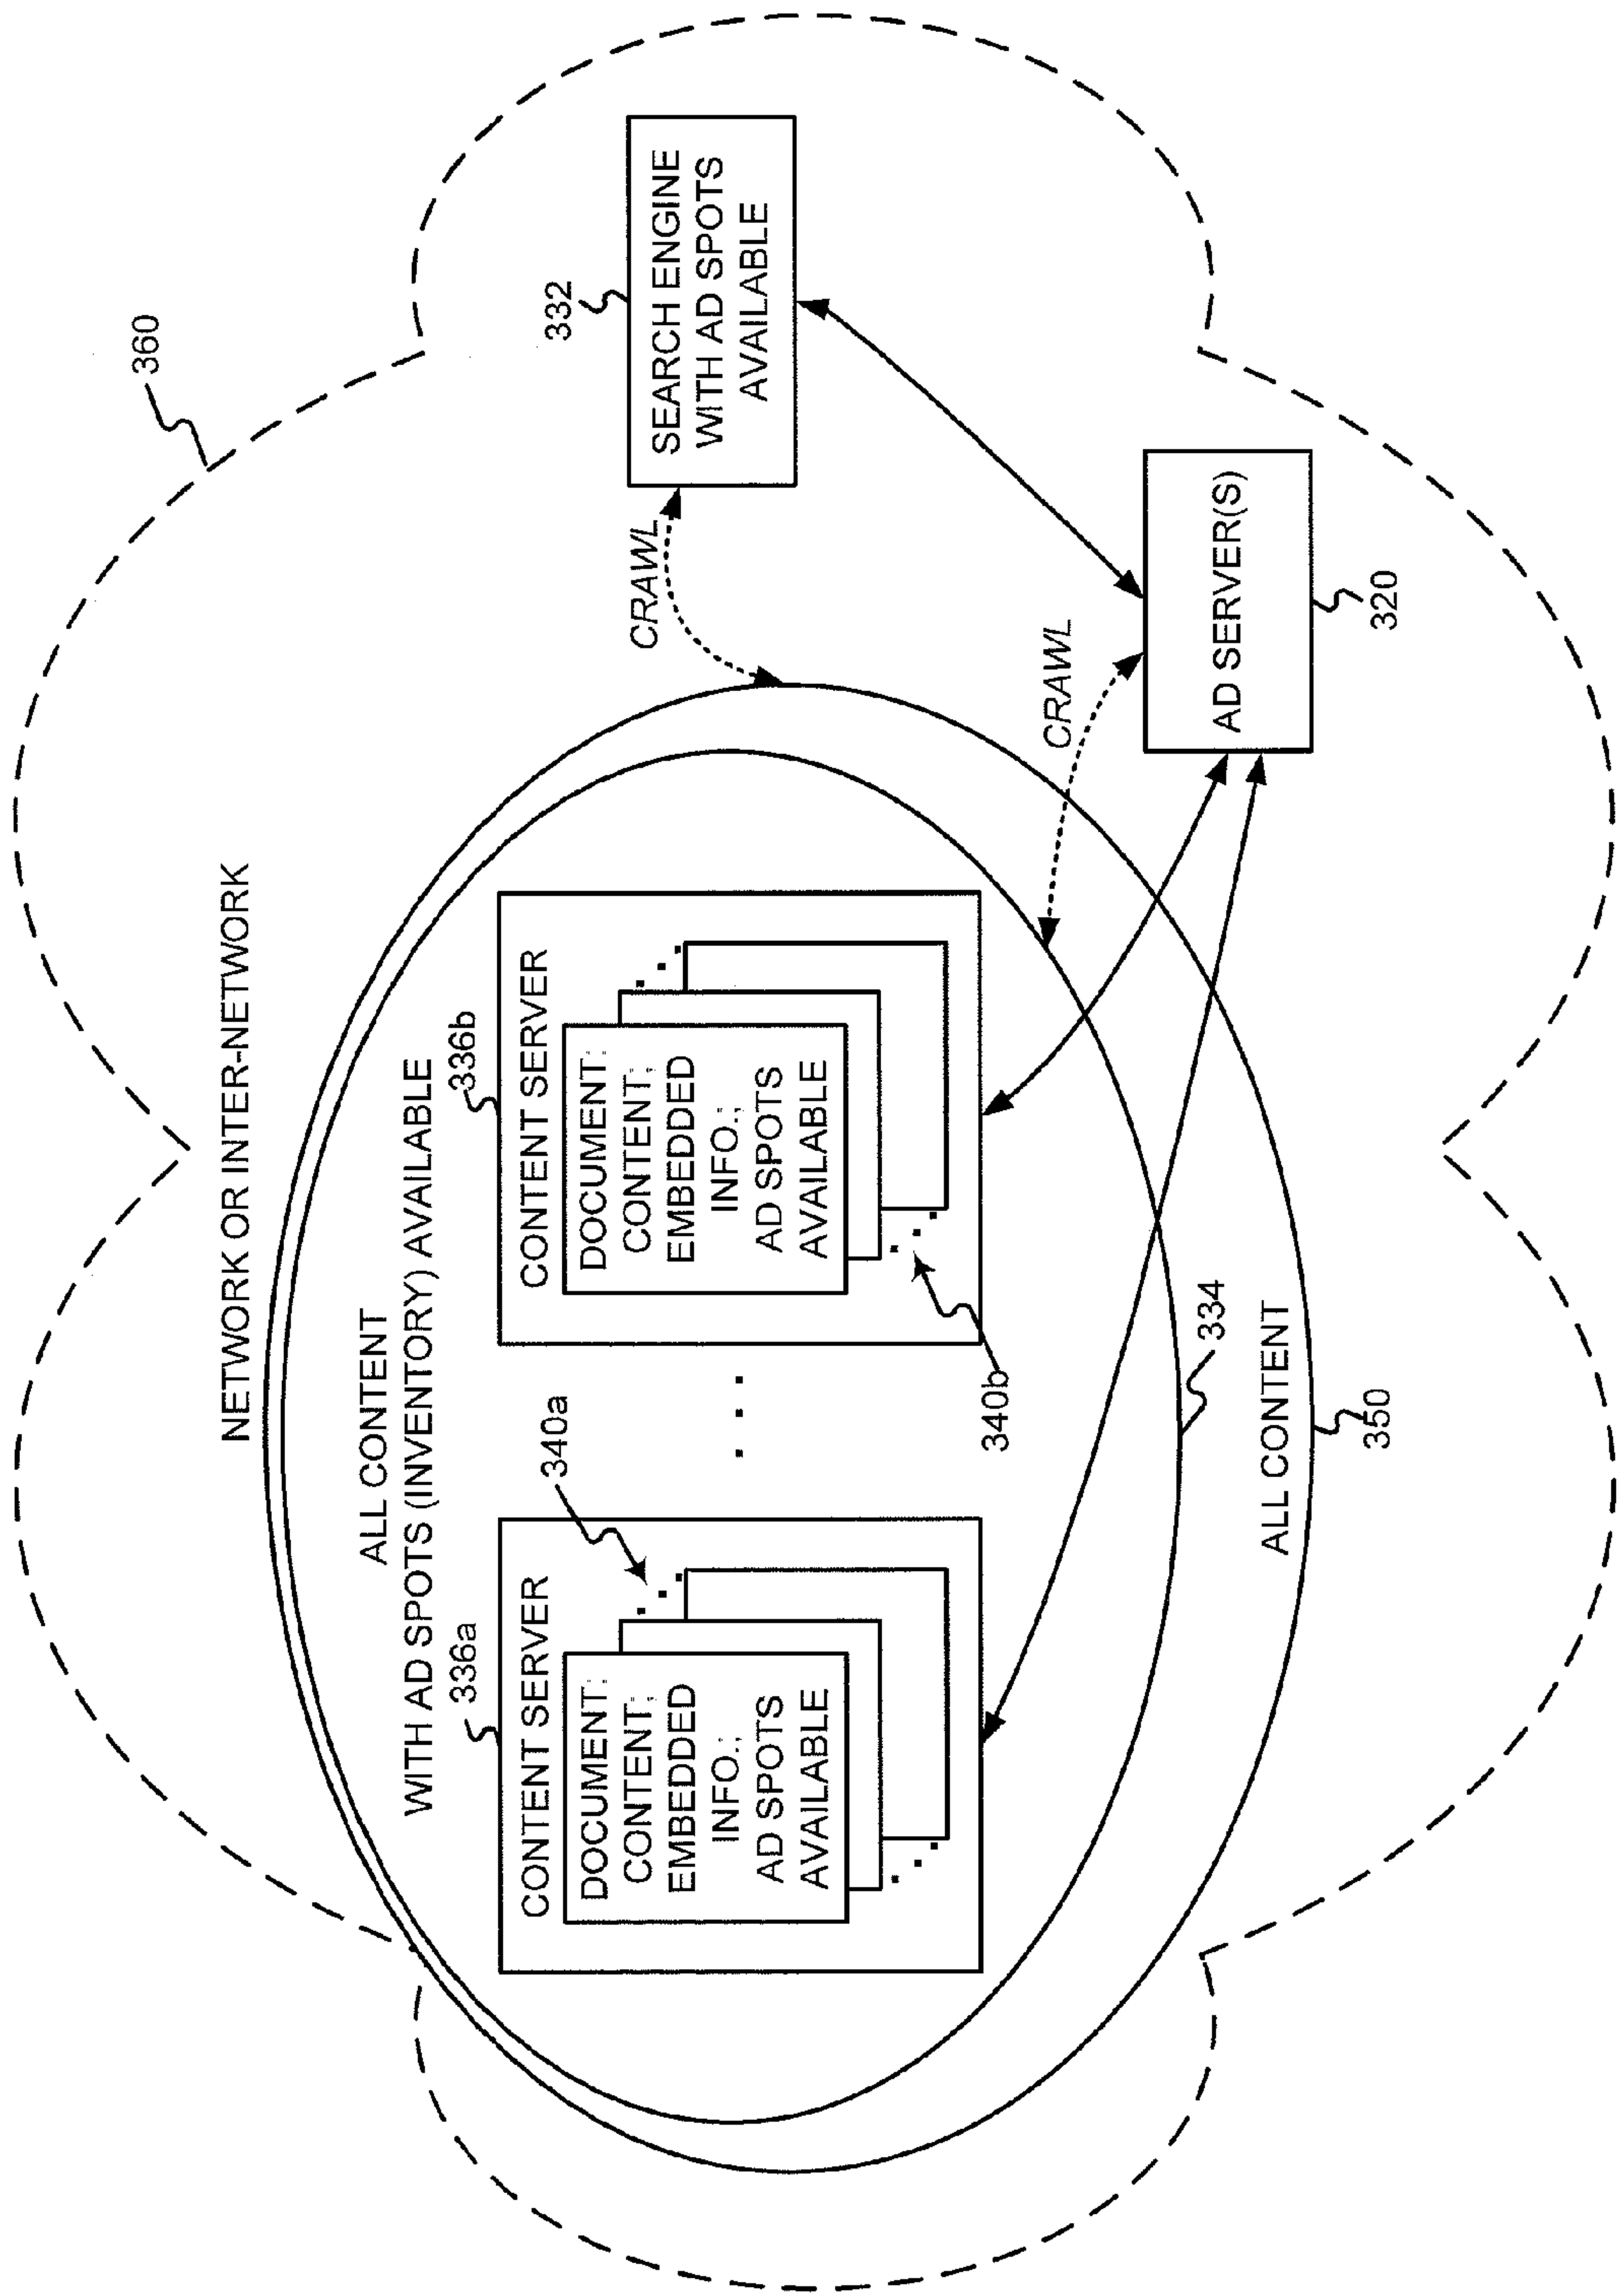 360
NETWORK OR INTER-NETWORK
ALL CONTENT
WITH AD SPOTS (INVENTORY) AVAILABLE
336a
CONTENT SERVER
DOCUMENT:
CONTENT;
EMBEDDED
INFO.;
AD SPOTS
AVAILABLE
340a
336b
CONTENT SERVER
DOCUMENT:
CONTENT;
EMBEDDED
INFO.;
AD SPOTS
AVAILABLE
340b
332
SEARCH ENGINE
WITH AD SPOTS
AVAILABLE
CRAWL
CRAWL
AD SERVER(S)
320
334
ALL CONTENT
350